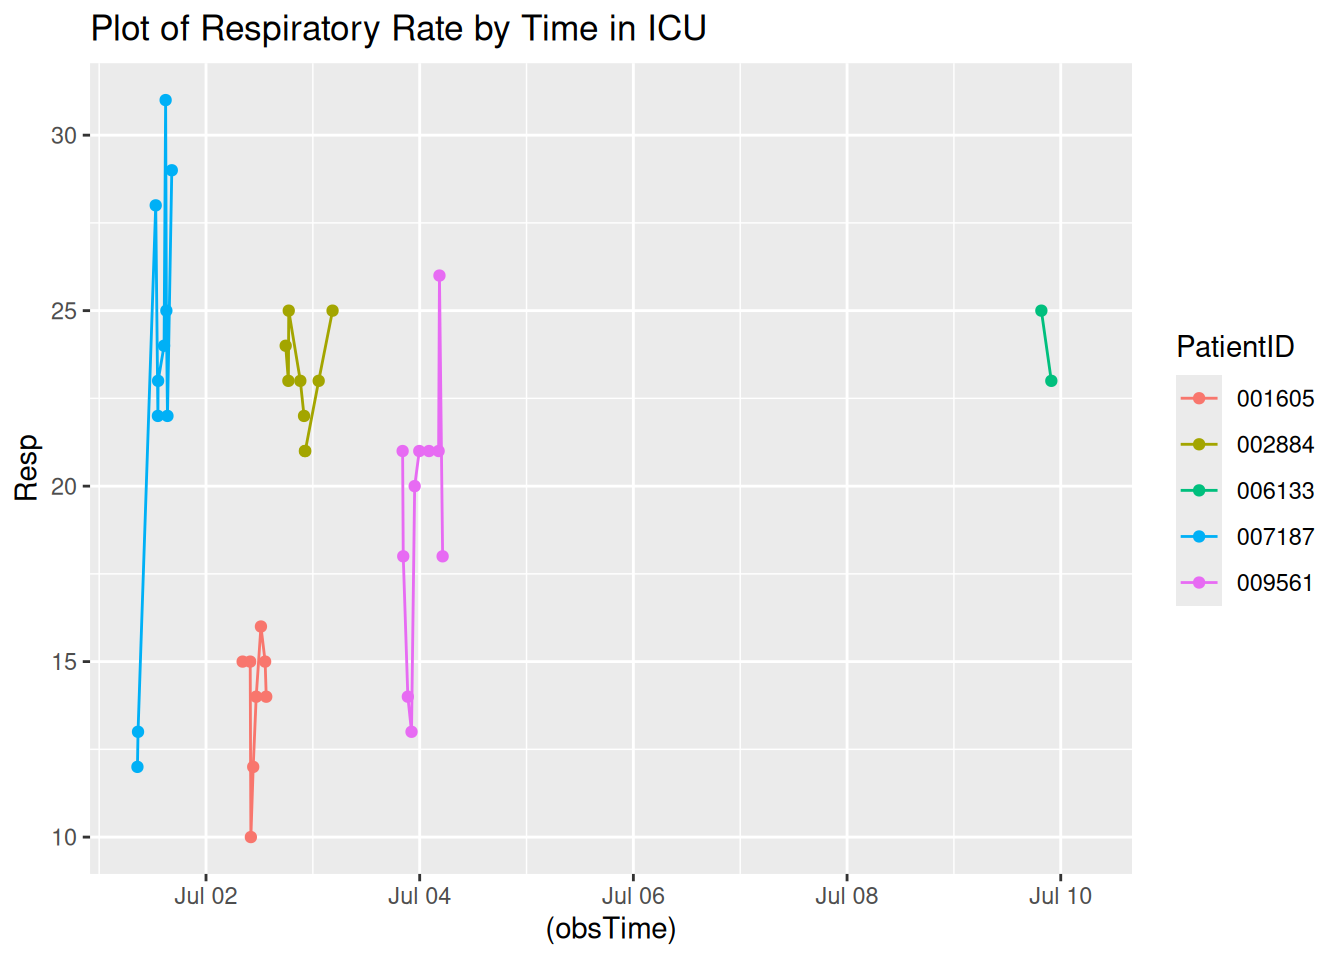 Plot of Respiratory Rate by Time in ICU
30
25
20
15
10
Resp
Jul 02
Jul 04
Jul 06
Jul 08
Jul 10
(obsTime)
PatientID
001605
002884
006133
007187
009561